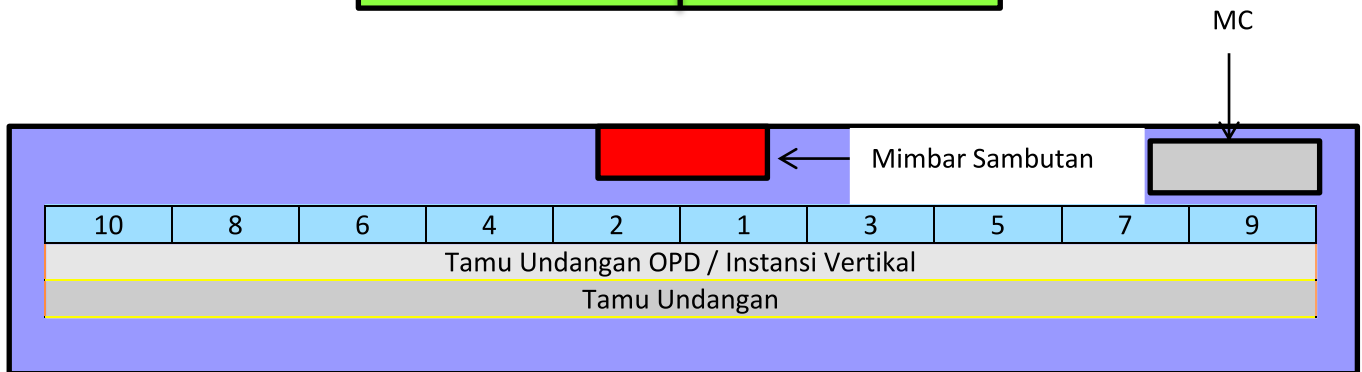 MC
Mimbar Sambutan
10 8 6 4 2 1 3 5 7 9
Tamu Undangan OPD / Instansi Vertikal
Tamu Undangan